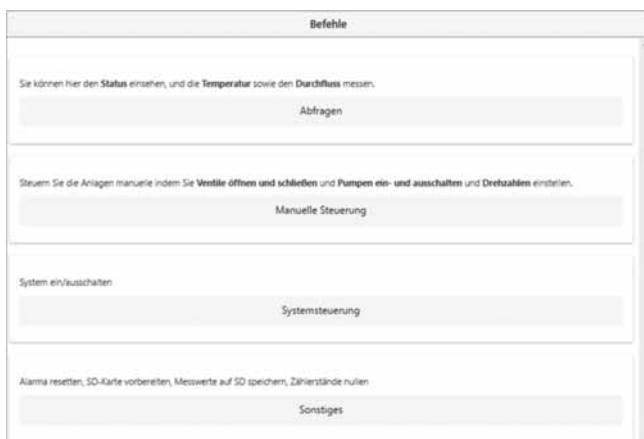 Befehle
Sie können hier den Status einsehen, und die Temperatur sowie den Durchfluss messen.
Abfragen
Steuern Sie die Anlagen manuelle indem Sie Ventile öffnen und schließen und Pumpen ein- und ausschalten und Drehzahlen einstellen.
Manuelle Steuerung
System ein/ausschalten
Systemsteuerung
Alarma resetten, SD-Karte vorbereiten, Messwerte auf SD speichern, Zählerstände nullen
Sonstiges